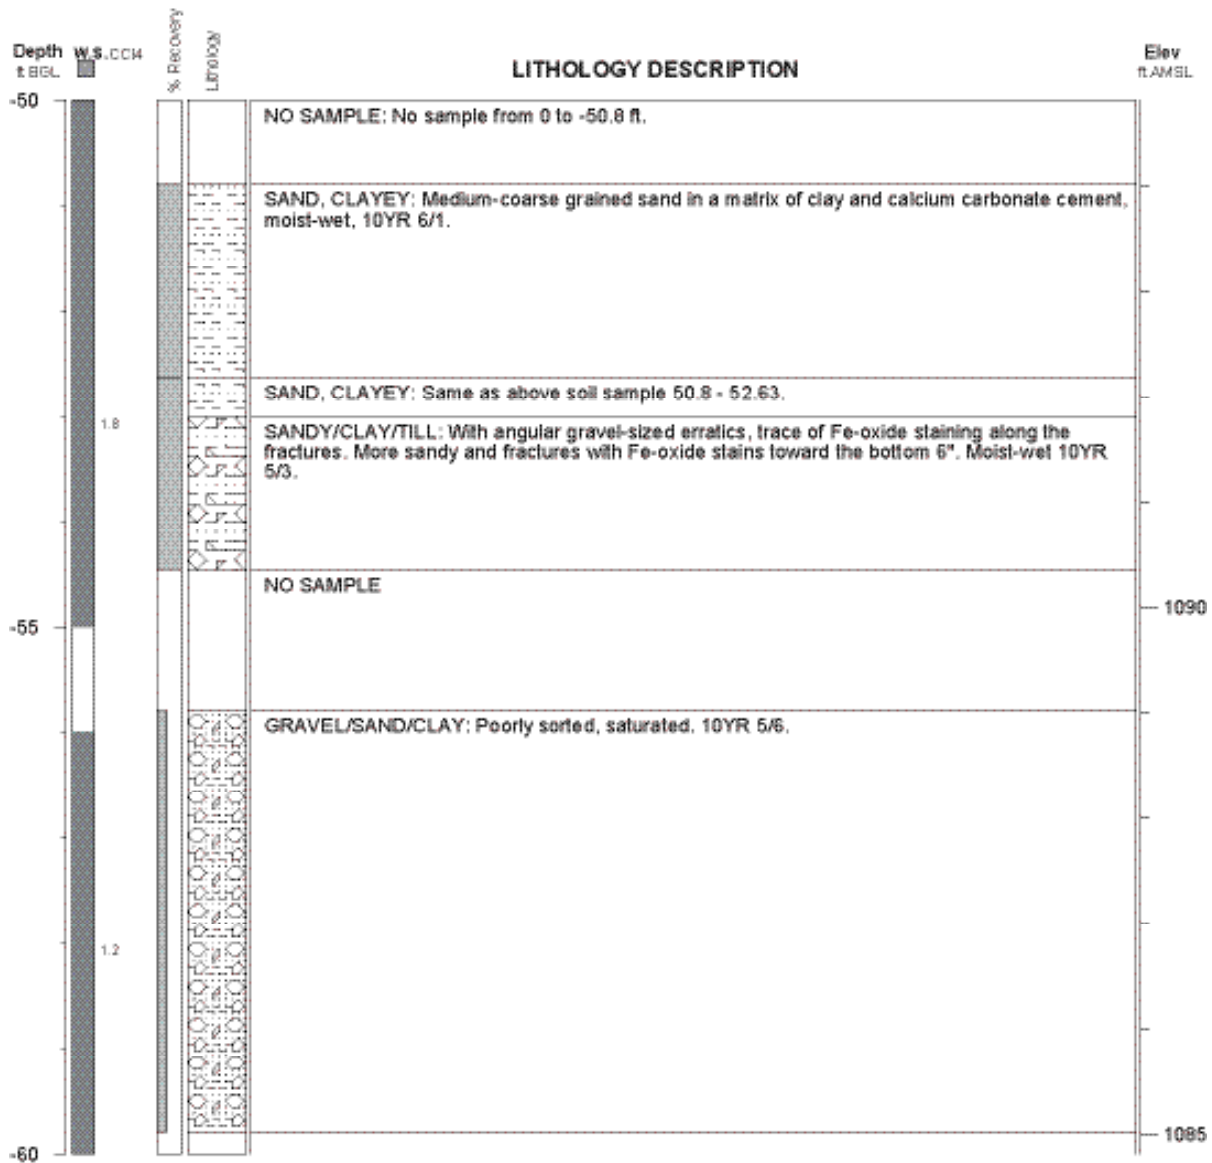 Depth w.s. CCl4 % Recovery Lithology LITHOLOGY DESCRIPTION Elev
ft BGL ft AMSL
-50
NO SAMPLE: No sample from 0 to -50.8 ft.
SAND, CLAYEY: Medium-coarse grained sand in a matrix of clay and calcium carbonate cement,
moist-wet, 10YR 6/1.
SAND, CLAYEY: Same as above soil sample 50.8 - 52.63.
1.8
SANDY/CLAY/TILL: With angular gravel-sized erratics, trace of Fe-oxide staining along the
fractures. More sandy and fractures with Fe-oxide stains toward the bottom 6". Moist-wet 10YR
5/3.
NO SAMPLE
1090
-55
GRAVEL/SAND/CLAY: Poorly sorted, saturated. 10YR 5/6.
1.2
1085
-60